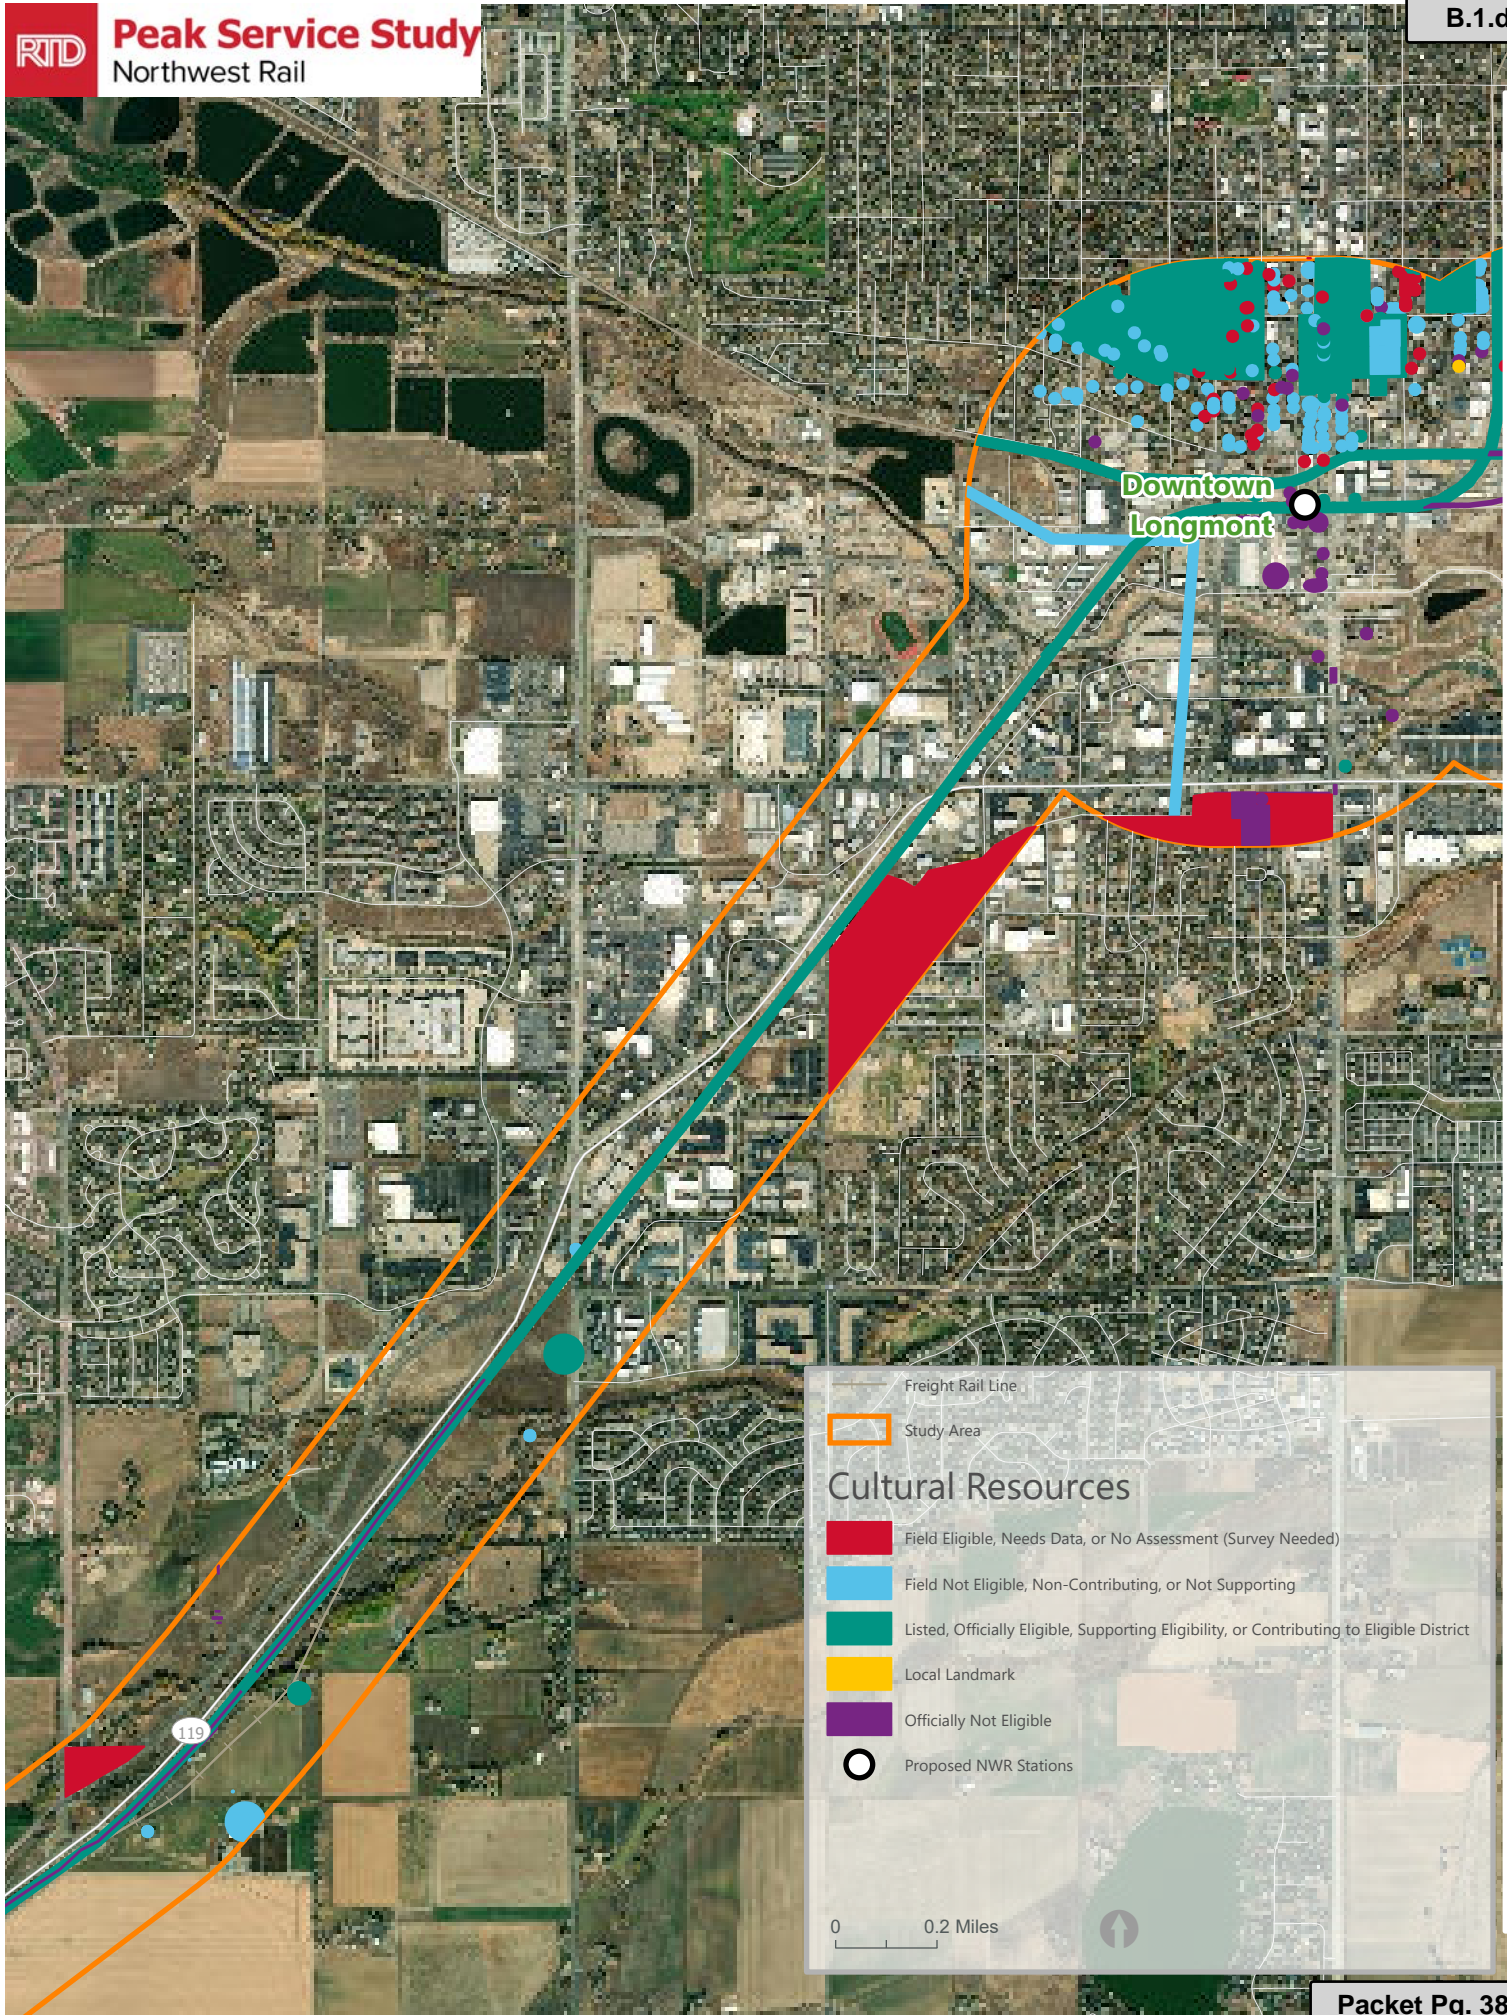 RTD
Peak Service Study
Northwest Rail
B.1.d
Downtown
Longmont
119
Freight Rail Line
Study Area
Cultural Resources
Field Eligible, Needs Data, or No Assessment (Survey Needed)
Field Not Eligible, Non-Contributing, or Not Supporting
Listed, Officially Eligible, Supporting Eligibility, or Contributing to Eligible District
Local Landmark
Officially Not Eligible
Proposed NWR Stations
0 0.2 Miles
Packet Pg. 39